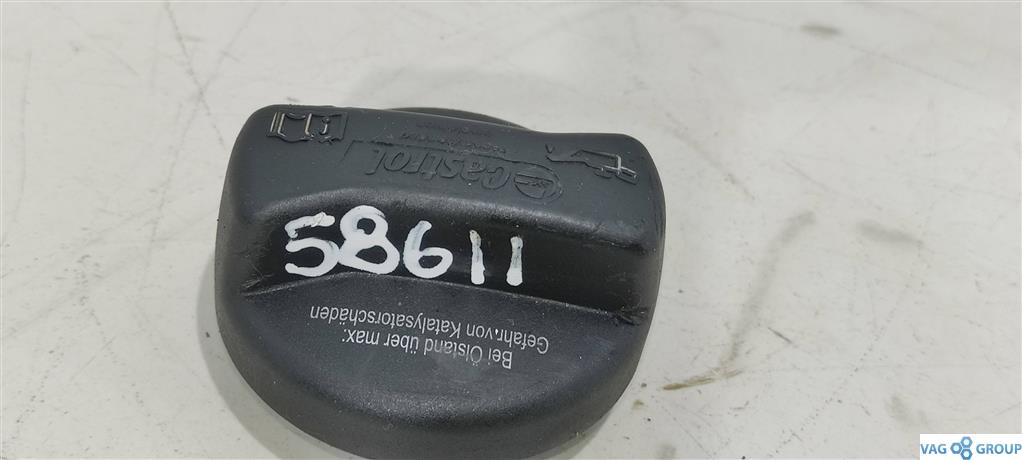 Castrol
58611
Bei Ölstand über max:
Gefahr von Katalysatorschäden
VAG GROUP